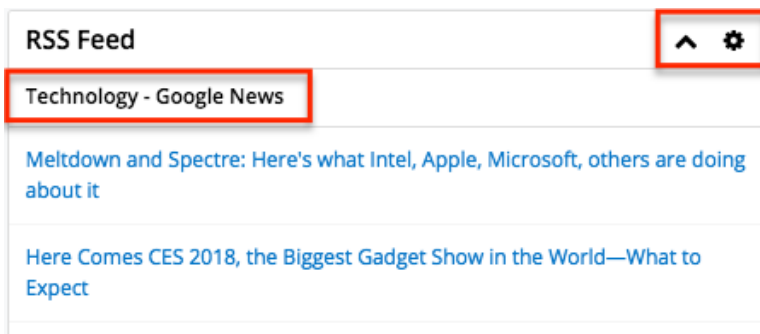 RSS Feed
Technology - Google News
Meltdown and Spectre: Here's what Intel, Apple, Microsoft, others are doing
about it
Here Comes CES 2018, the Biggest Gadget Show in the World—What to
Expect